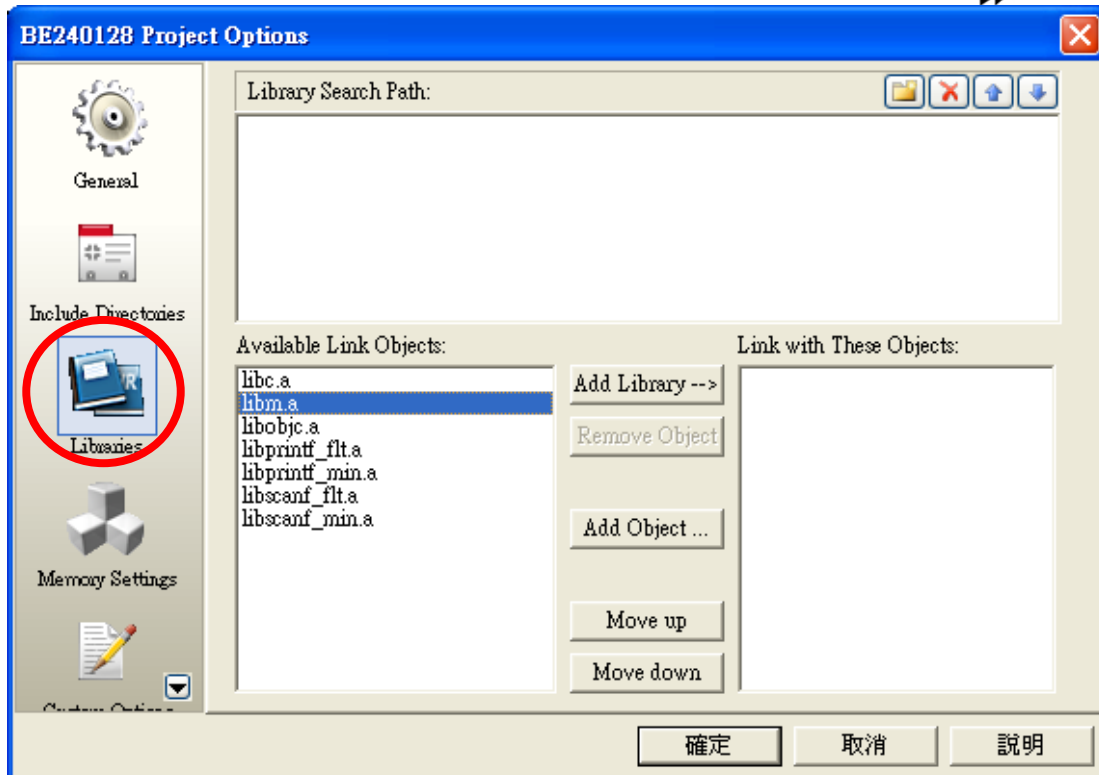 BE240128 Project Options
General
Include Directories
Libraries
Memory Settings
Custom Options
Library Search Path:
Available Link Objects:
libc.a
libm.a
libobjc.a
libprintf_flt.a
libprintf_min.a
libscanf_flt.a
libscanf_min.a
Add Library -->
Remove Object
Add Object ...
Move up
Move down
Link with These Objects:
確定
取消
說明